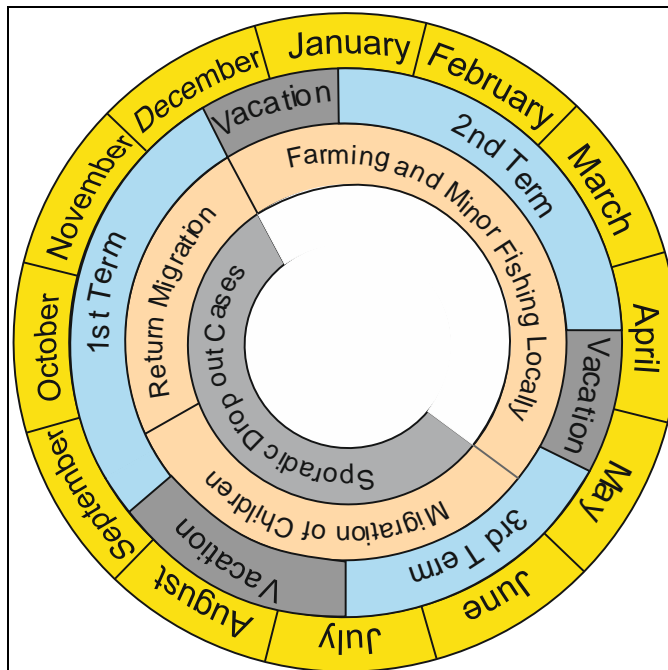 January
February
March
April
May
June
July
August
September
October
November
December
Vacation
2nd Term
Vacation
3rd Term
Vacation
1st Term
Farming and Minor Fishing Locally
Migration of Children
Return Migration
Sporadic Drop out Cases